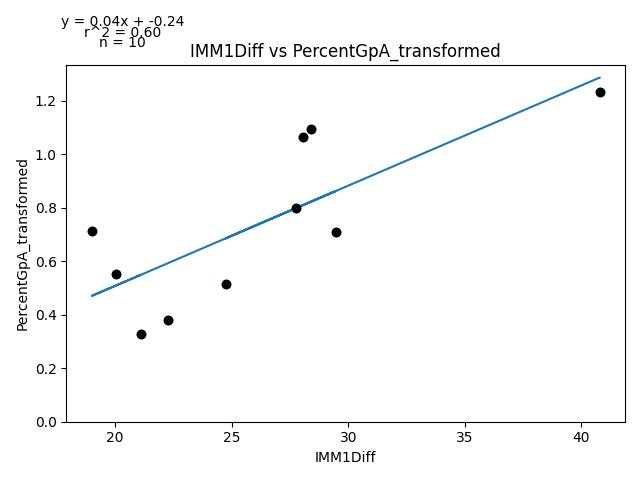 y = 0.04x + -0.24
r^2 = 0.60
n = 10
IMM1Diff vs PercentGpA_transformed
PercentGpA_transformed
1.2
1.0
0.8
0.6
0.4
0.2
0.0
20 25 30 35 40
IMM1Diff